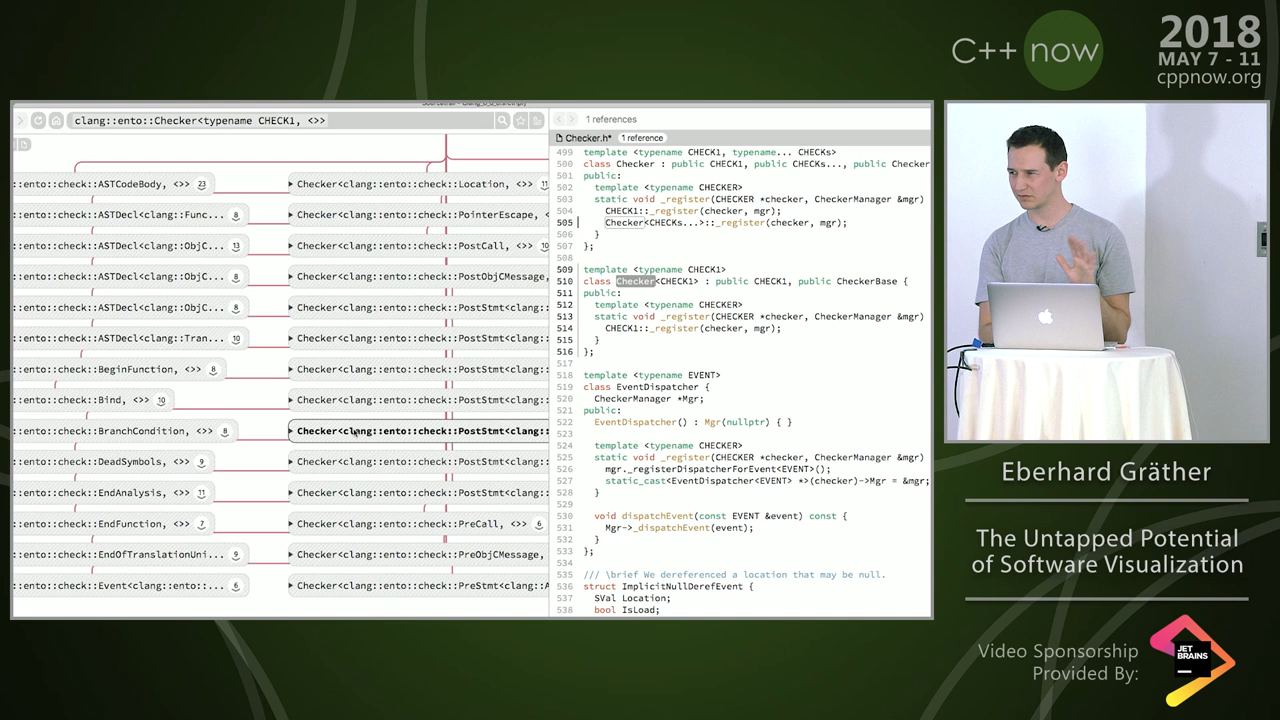 C++ now
2018
MAY 7 - 11
cppnow.org
clang::ento::Checker<typename CHECK1, <>>
::ento::check::ASTCodeBody, <>> 23
::ento::check::ASTDecl<clang::Func... 8
::ento::check::ASTDecl<clang::ObjC... 13
::ento::check::ASTDecl<clang::ObjC... 8
::ento::check::ASTDecl<clang::ObjC... 8
::ento::check::ASTDecl<clang::Tran... 10
::ento::check::BeginFunction, <>> 8
::ento::check::Bind, <>> 10
::ento::check::BranchCondition, <>> 8
::ento::check::DeadSymbols, <>> 9
::ento::check::EndAnalysis, <>> 11
::ento::check::EndFunction, <>> 7
::ento::check::EndOfTranslationUni... 9
::ento::check::Event<clang::ento::... 6
Checker<clang::ento::check::Location, <>> 11
Checker<clang::ento::check::PointerEscape, <
Checker<clang::ento::check::PostCall, <>> 10
Checker<clang::ento::check::PostObjCMessage,
Checker<clang::ento::check::PostStmt<clang::
Checker<clang::ento::check::PostStmt<clang::
Checker<clang::ento::check::PostStmt<clang::
Checker<clang::ento::check::PostStmt<clang::
Checker<clang::ento::check::PostStmt<clang::
Checker<clang::ento::check::PostStmt<clang::
Checker<clang::ento::check::PostStmt<clang::
Checker<clang::ento::check::PreCall, <>> 6
Checker<clang::ento::check::PreObjCMessage,
Checker<clang::ento::check::PreStmt<clang::A
1 references
Checker.h* 1 reference
499 template <typename CHECK1, typename... CHECKs>
500 class Checker : public CHECK1, public CHECKs..., public Checker
501 public:
502 template <typename CHECKER>
503 static void _register(CHECKER *checker, CheckerManager &mgr)
504 CHECK1::_register(checker, mgr);
505 Checker<CHECKs...>::_register(checker, mgr);
506 }
507 };
508
509 template <typename CHECK1>
510 class Checker<CHECK1> : public CHECK1, public CheckerBase {
511 public:
512 template <typename CHECKER>
513 static void _register(CHECKER *checker, CheckerManager &mgr)
514 CHECK1::_register(checker, mgr);
515 }
516 };
517
518 template <typename EVENT>
519 class EventDispatcher {
520 CheckerManager *Mgr;
521 public:
522 EventDispatcher() : Mgr(nullptr) { }
523
524 template <typename CHECKER>
525 static void _register(CHECKER *checker, CheckerManager &mgr)
526 mgr._registerDispatcherForEvent<EVENT>();
527 static_cast<EventDispatcher<EVENT> *>(checker)->Mgr = &mgr;
528 }
529
530 void dispatchEvent(const EVENT &event) const {
531 Mgr->_dispatchEvent(event);
532 }
533 };
534
535 /// \brief We dereferenced a location that may be null.
536 struct ImplicitNullDerefEvent {
537 SVal Location;
538 bool IsLoad;
Eberhard Gräther
The Untapped Potential
of Software Visualization
Video Sponsorship
Provided By:
JET
BRAINS